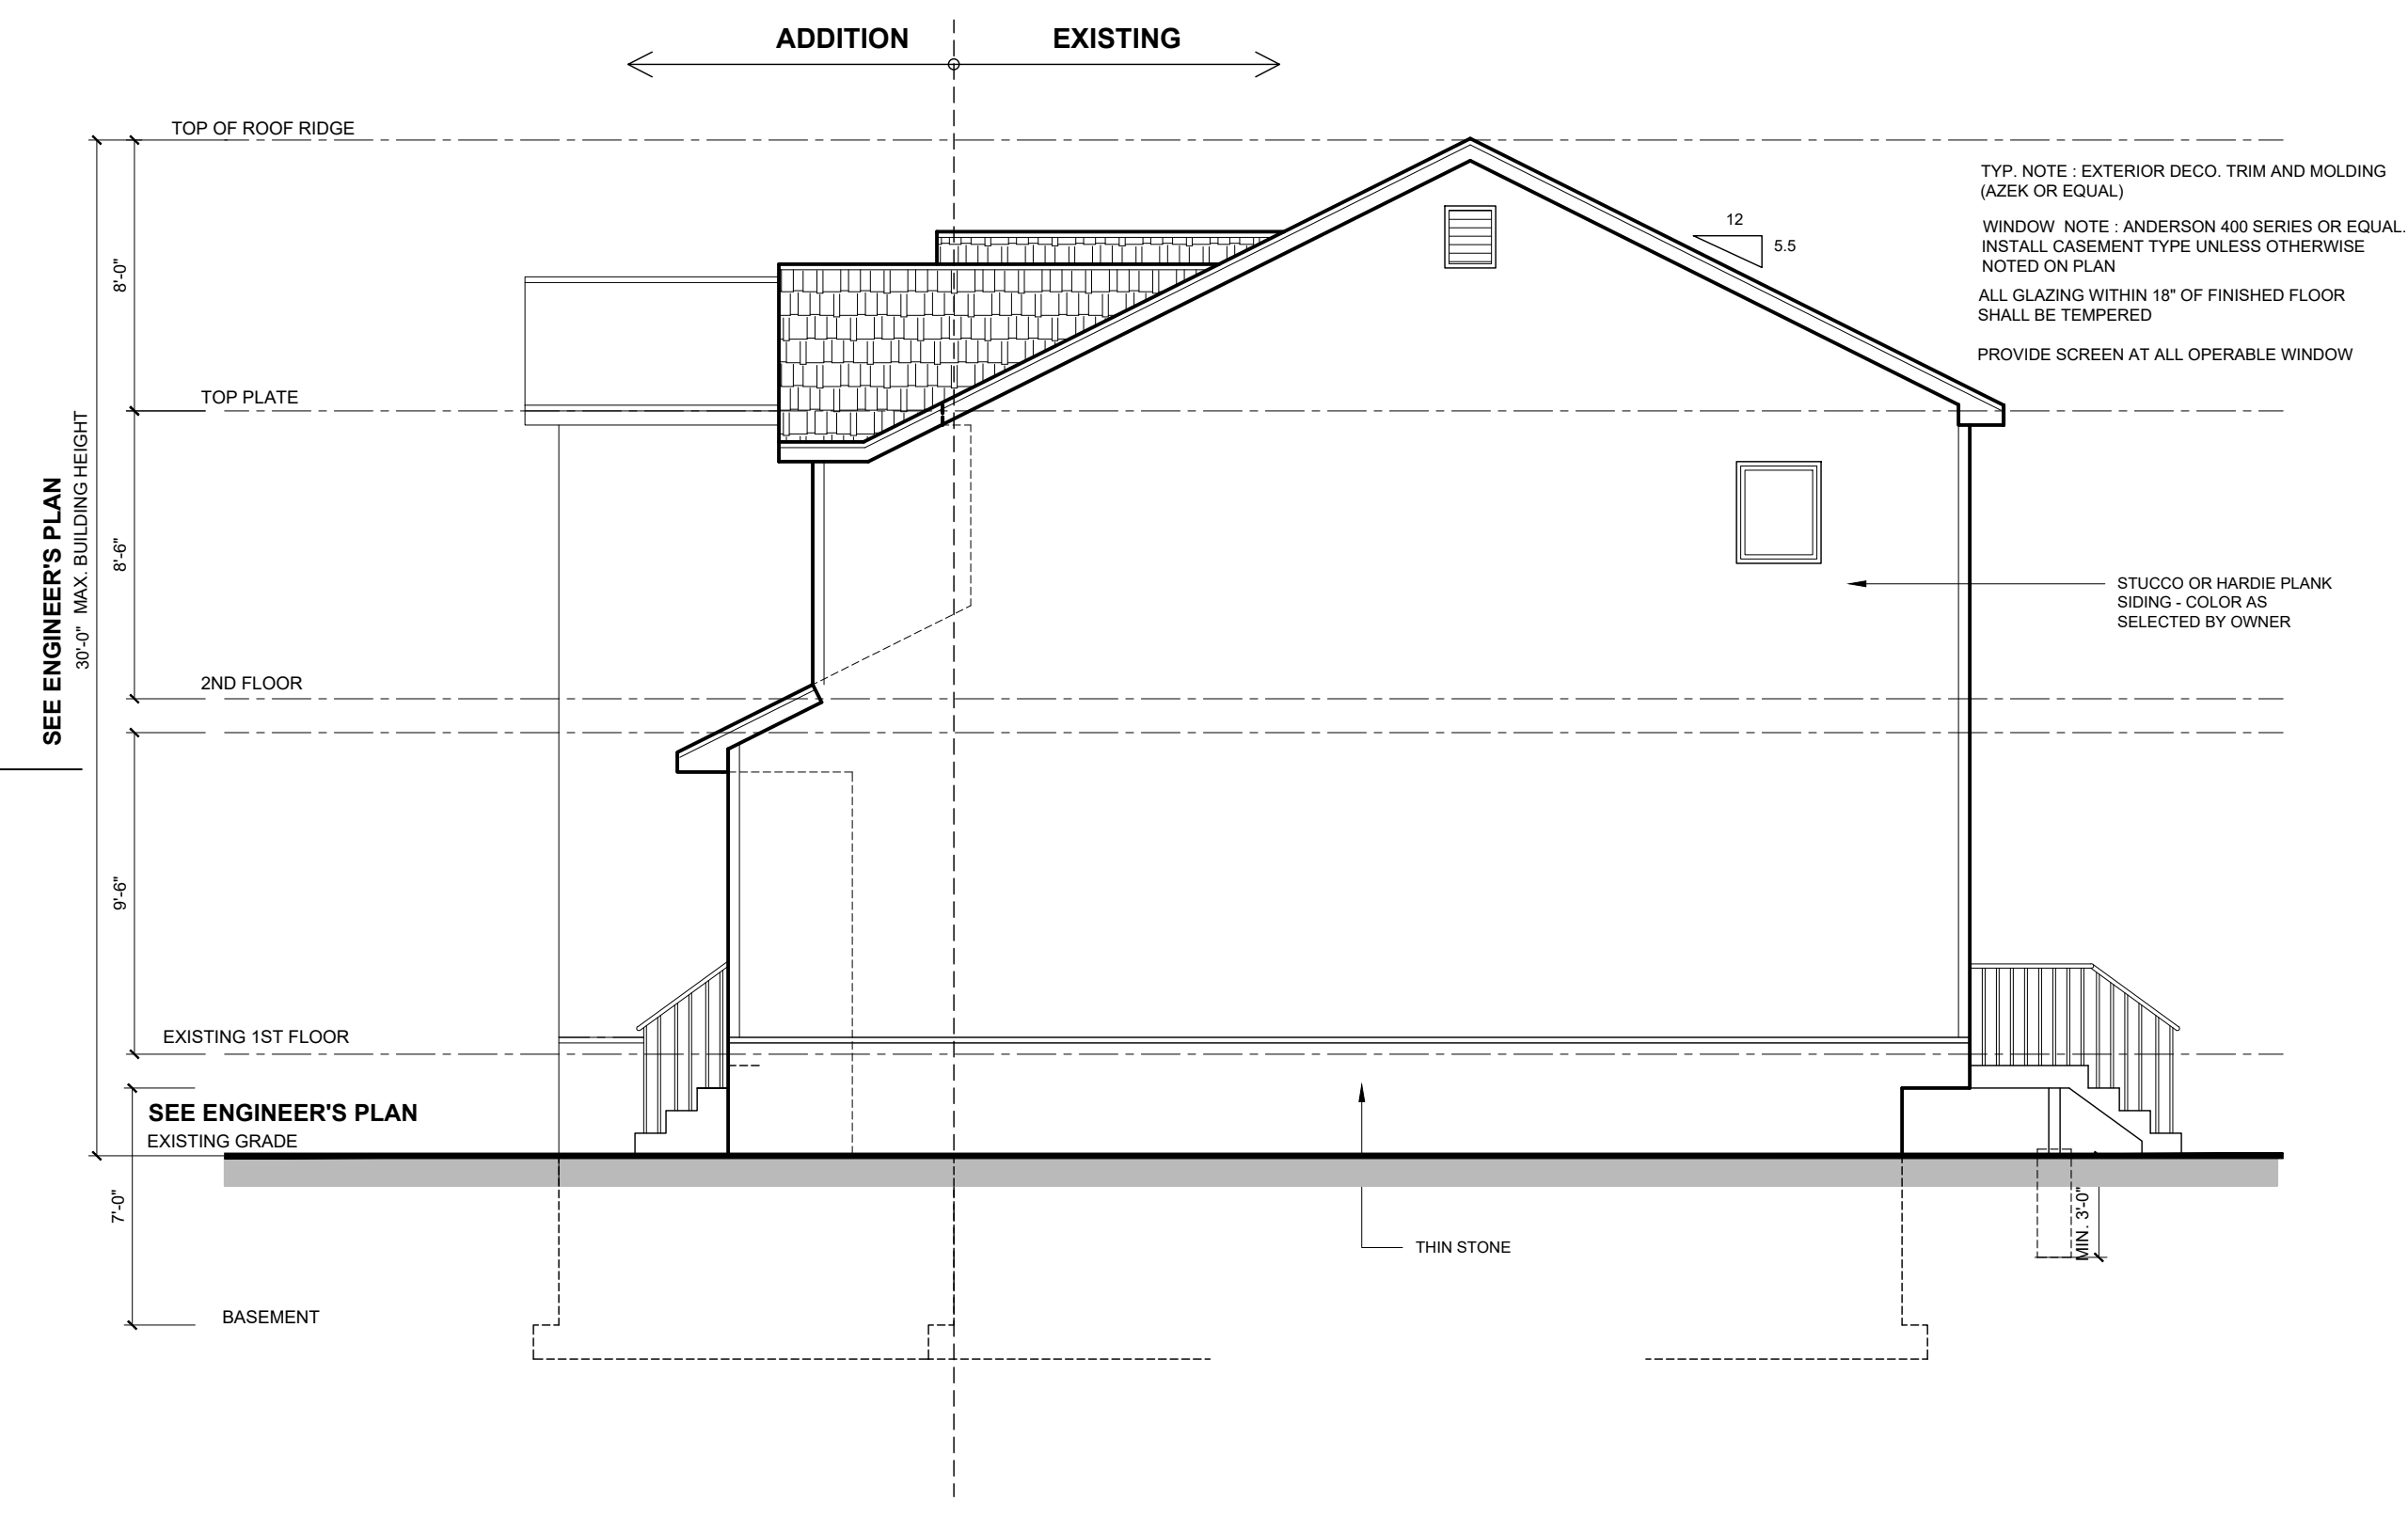 ADDITION
EXISTING
TOP OF ROOF RIDGE
TYP. NOTE : EXTERIOR DECO. TRIM AND MOLDING
(AZEK OR EQUAL)
12
5.5
WINDOW  NOTE : ANDERSON 400 SERIES OR EQUAL.
INSTALL CASEMENT TYPE UNLESS OTHERWISE
NOTED ON PLAN
8'-0"
ALL GLAZING WITHIN 18" OF FINISHED FLOOR
SHALL BE TEMPERED
PROVIDE SCREEN AT ALL OPERABLE WINDOW
TOP PLATE
SEE ENGINEER'S PLAN
30'-0"  MAX. BUILDING HEIGHT
8'-6"
STUCCO OR HARDIE PLANK
SIDING - COLOR AS
SELECTED BY OWNER
2ND FLOOR
9'-6"
EXISTING 1ST FLOOR
SEE ENGINEER'S PLAN
EXISTING GRADE
7'-0"
MIN. 3'-0"
THIN STONE
BASEMENT